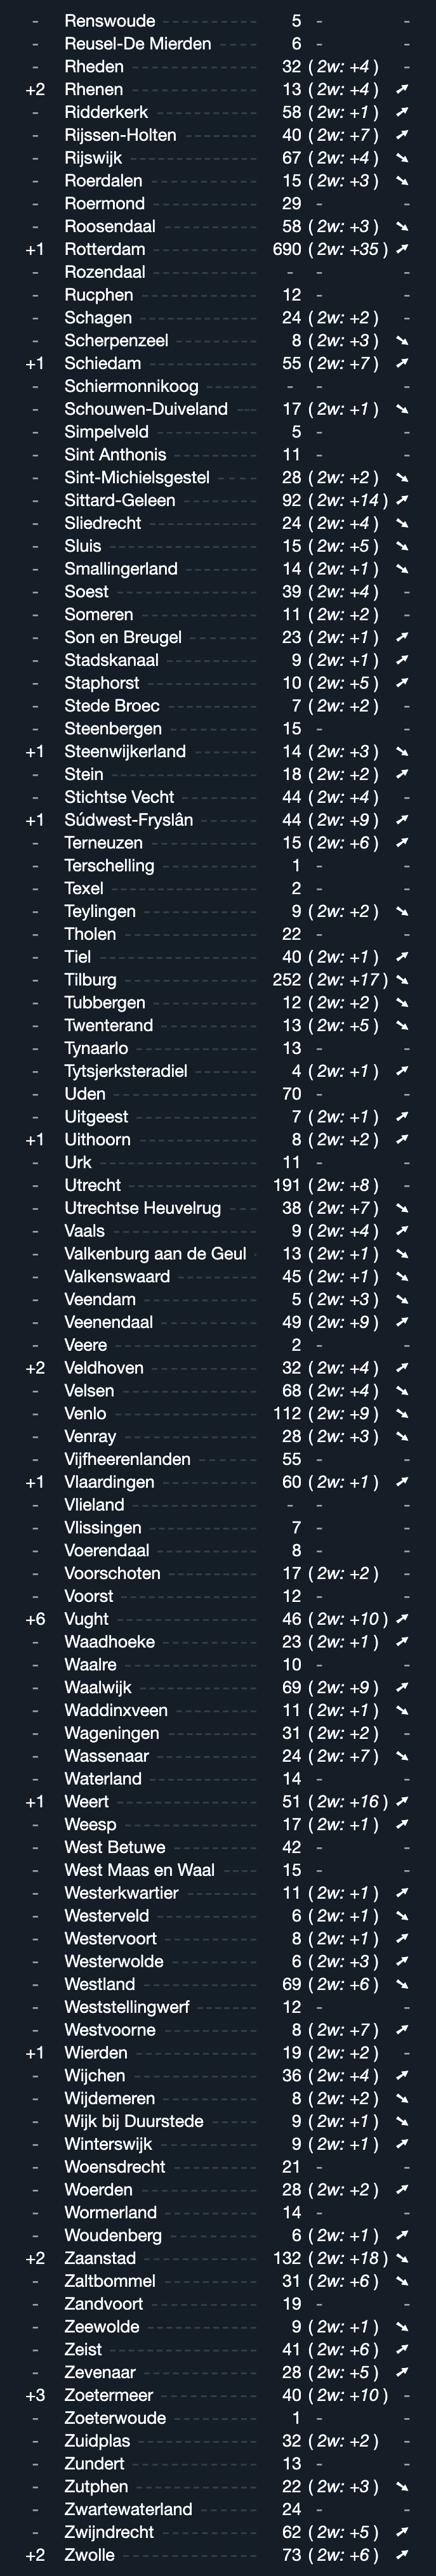 - Renswoude 5 - -
- Reusel-De Mierden 6 - -
- Rheden 32 (2w: +4) -
+2 Rhenen 13 (2w: +4) ➚
- Ridderkerk 58 (2w: +1) ➚
- Rijssen-Holten 40 (2w: +7) ➚
- Rijswijk 67 (2w: +4) ➘
- Roerdalen 15 (2w: +3) ➘
- Roermond 29 - -
- Roosendaal 58 (2w: +3) ➘
+1 Rotterdam 690 (2w: +35) ➚
- Rozendaal - - -
- Rucphen 12 - -
- Schagen 24 (2w: +2) -
- Scherpenzeel 8 (2w: +3) ➘
+1 Schiedam 55 (2w: +7) ➚
- Schiermonnikoog - - -
- Schouwen-Duiveland 17 (2w: +1) ➘
- Simpelveld 5 - -
- Sint Anthonis 11 - -
- Sint-Michielsgestel 28 (2w: +2) ➘
- Sittard-Geleen 92 (2w: +14) ➚
- Sliedrecht 24 (2w: +4) ➘
- Sluis 15 (2w: +5) ➘
- Smallingerland 14 (2w: +1) ➘
- Soest 39 (2w: +4) -
- Someren 11 (2w: +2) -
- Son en Breugel 23 (2w: +1) ➚
- Stadskanaal 9 (2w: +1) ➚
- Staphorst 10 (2w: +5) ➚
- Stede Broec 7 (2w: +2) -
- Steenbergen 15 - -
+1 Steenwijkerland 14 (2w: +3) ➘
- Stein 18 (2w: +2) ➚
- Stichtse Vecht 44 (2w: +4) -
+1 Súdwest-Fryslân 44 (2w: +9) ➚
- Terneuzen 15 (2w: +6) ➚
- Terschelling 1 - -
- Texel 2 - -
- Teylingen 9 (2w: +2) ➘
- Tholen 22 - -
- Tiel 40 (2w: +1) ➚
- Tilburg 252 (2w: +17) ➘
- Tubbergen 12 (2w: +2) ➘
- Twenterand 13 (2w: +5) ➘
- Tynaarlo 13 - -
- Tytsjerksteradiel 4 (2w: +1) ➚
- Uden 70 - -
- Uitgeest 7 (2w: +1) ➚
+1 Uithoorn 8 (2w: +2) ➚
- Urk 11 - -
- Utrecht 191 (2w: +8) -
- Utrechtse Heuvelrug 38 (2w: +7) ➘
- Vaals 9 (2w: +4) ➚
- Valkenburg aan de Geul 13 (2w: +1) ➘
- Valkenswaard 45 (2w: +1) ➘
- Veendam 5 (2w: +3) ➘
- Veenendaal 49 (2w: +9) ➚
- Veere 2 - -
+2 Veldhoven 32 (2w: +4) ➚
- Velsen 68 (2w: +4) ➘
- Venlo 112 (2w: +9) ➘
- Venray 28 (2w: +3) ➘
- Vijfheerenlanden 55 - -
+1 Vlaardingen 60 (2w: +1) ➚
- Vlieland - - -
- Vlissingen 7 - -
- Voerendaal 8 - -
- Voorschoten 17 (2w: +2) -
- Voorst 12 - -
+6 Vught 46 (2w: +10) ➚
- Waadhoeke 23 (2w: +1) ➚
- Waalre 10 - -
- Waalwijk 69 (2w: +9) ➚
- Waddinxveen 11 (2w: +1) ➘
- Wageningen 31 (2w: +2) -
- Wassenaar 24 (2w: +7) ➘
- Waterland 14 - -
+1 Weert 51 (2w: +16) ➚
- Weesp 17 (2w: +1) ➚
- West Betuwe 42 - -
- West Maas en Waal 15 - -
- Westerkwartier 11 (2w: +1) ➚
- Westerveld 6 (2w: +1) ➘
- Westervoort 8 (2w: +1) ➚
- Westerwolde 6 (2w: +3) ➚
- Westland 69 (2w: +6) ➘
- Weststellingwerf 12 - -
- Westvoorne 8 (2w: +7) ➚
+1 Wierden 19 (2w: +2) -
- Wijchen 36 (2w: +4) ➚
- Wijdemeren 8 (2w: +2) ➘
- Wijk bij Duurstede 9 (2w: +1) ➘
- Winterswijk 9 (2w: +1) ➚
- Woensdrecht 21 - -
- Woerden 28 (2w: +2) ➚
- Wormerland 14 - -
- Woudenberg 6 (2w: +1) ➚
+2 Zaanstad 132 (2w: +18) ➘
- Zaltbommel 31 (2w: +6) ➘
- Zandvoort 19 - -
- Zeewolde 9 (2w: +1) ➘
- Zeist 41 (2w: +6) ➚
- Zevenaar 28 (2w: +5) ➚
+3 Zoetermeer 40 (2w: +10) -
- Zoeterwoude 1 - -
- Zuidplas 32 (2w: +2) -
- Zundert 13 - -
- Zutphen 22 (2w: +3) ➘
- Zwartewaterland 24 - -
- Zwijndrecht 62 (2w: +5) ➚
+2 Zwolle 73 (2w: +6) ➚